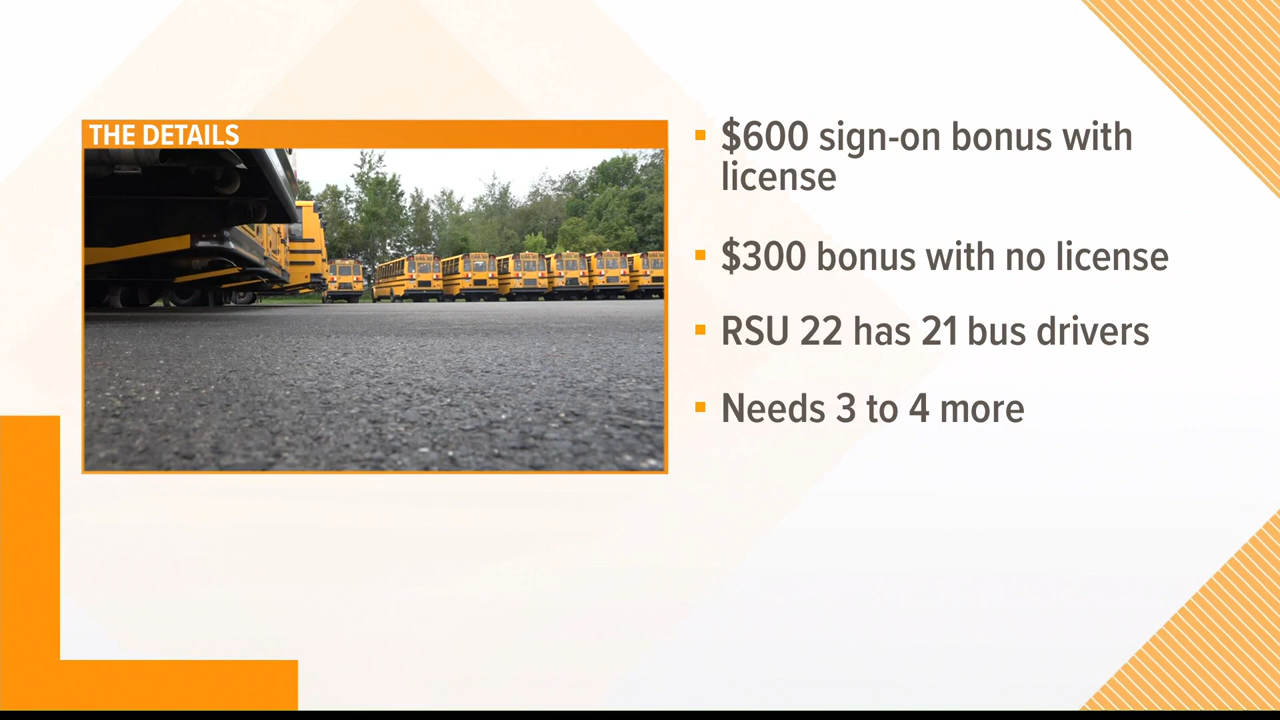 THE DETAILS
$600 sign-on bonus with
license
$300 bonus with no license
RSU 22 has 21 bus drivers
Needs 3 to 4 more